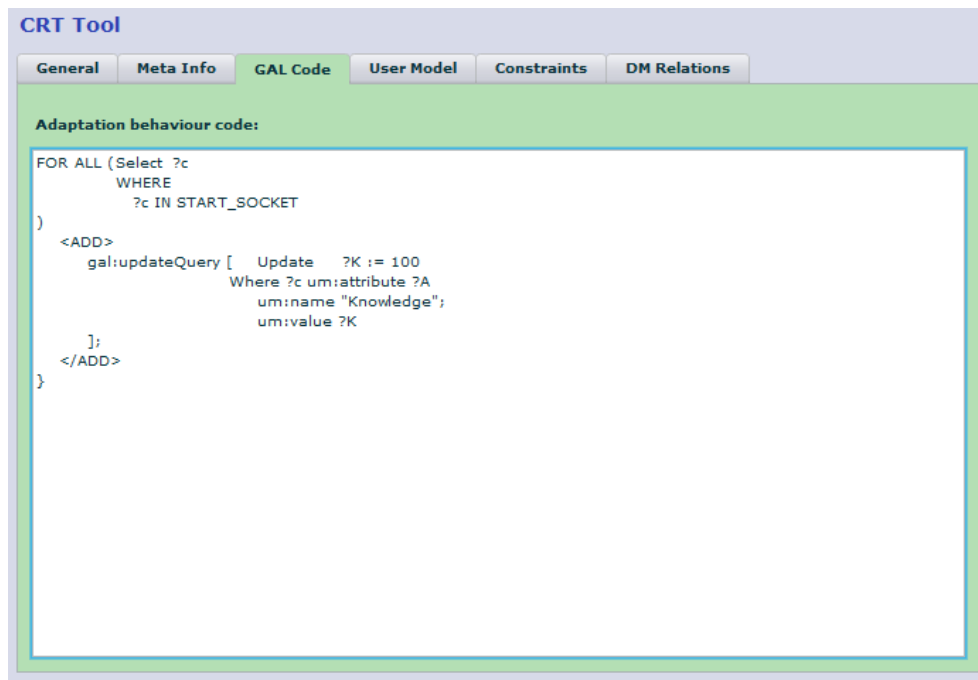 CRT Tool
General Meta Info GAL Code User Model Constraints DM Relations
Adaptation behaviour code:
FOR ALL (Select ?c
WHERE
?c IN START_SOCKET
)
<ADD>
gal:updateQuery [ Update ?K := 100
Where ?c um:attribute ?A
um:name "Knowledge";
um:value ?K
];
</ADD>
}